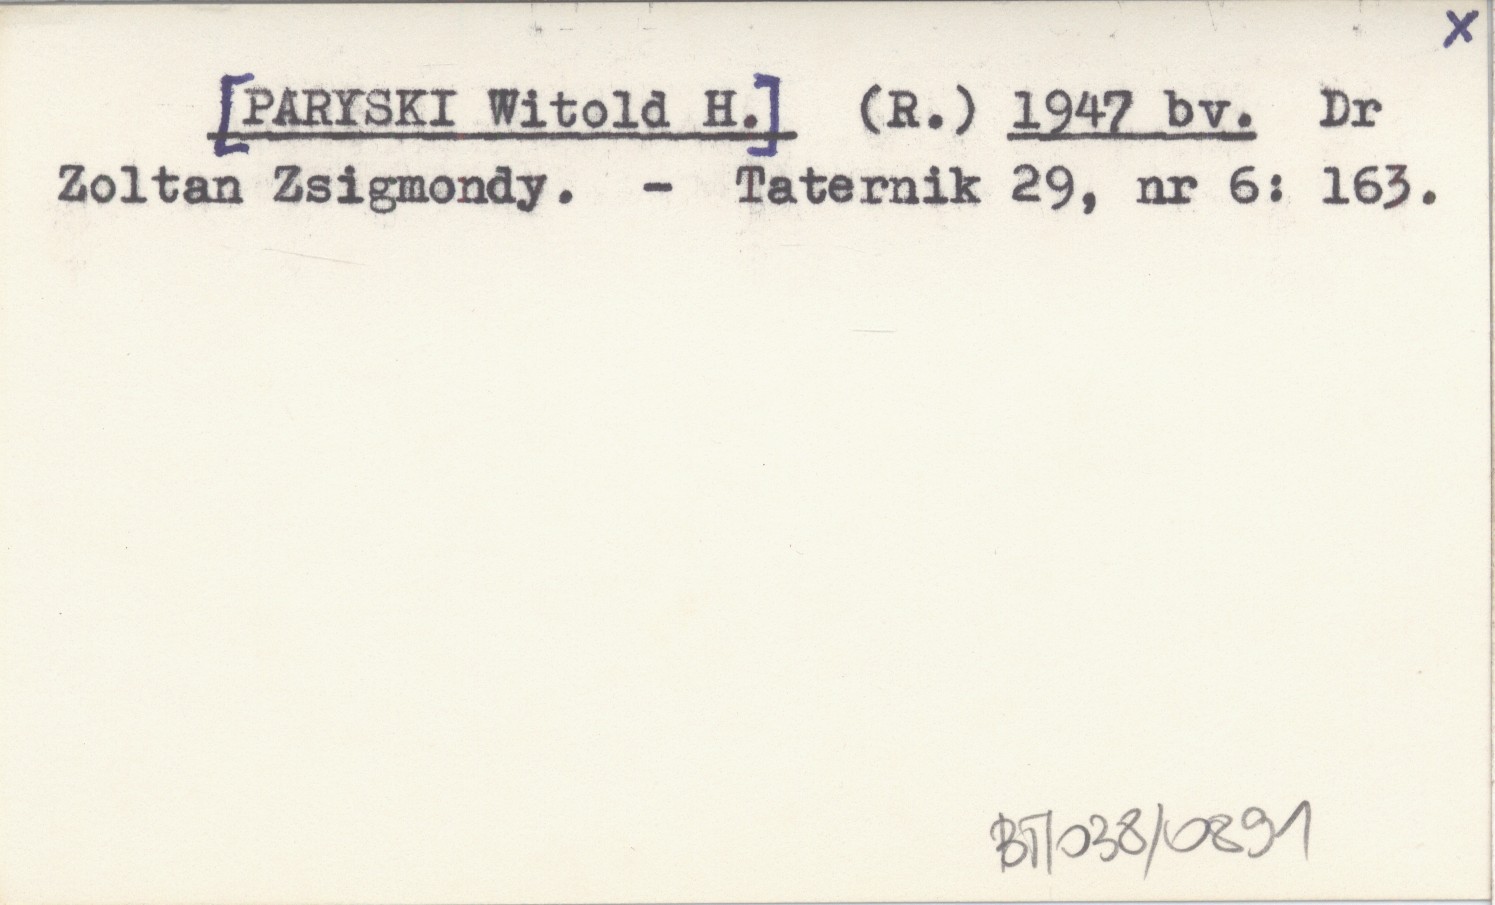 x
[PARYSKI Witold H.] (R.) 1947 bv. Dr
Zoltan Zsigmondy. - Taternik 29, nr 6: 163.
BT/038/0891